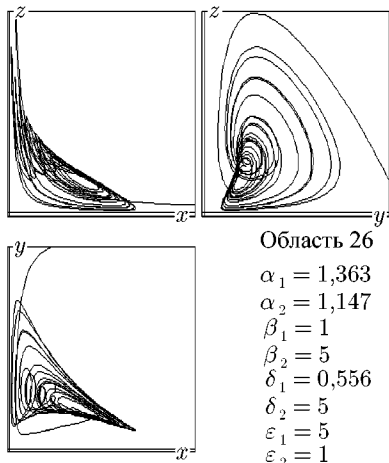 z
x
z
y
y
x
Область 26
α₁ = 1,363
α₂ = 1,147
β₁ = 1
β₂ = 5
δ₁ = 0,556
δ₂ = 5
ε₁ = 5
ε₂ = 1